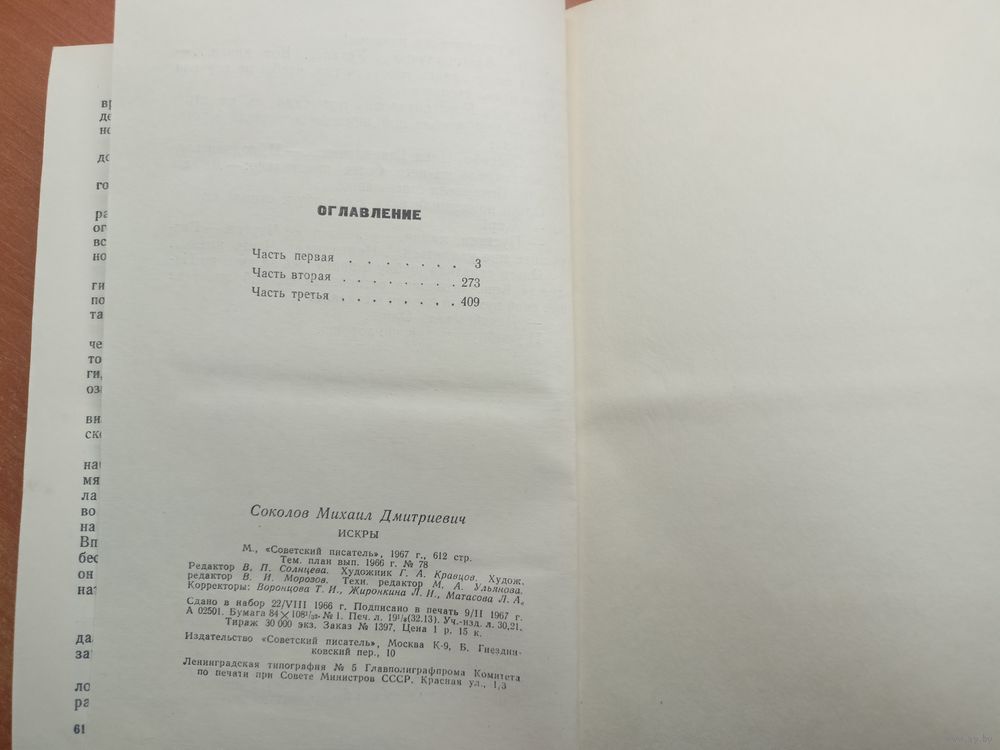 ОГЛАВЛЕНИЕ
Часть первая . . . . . . . 3
Часть вторая . . . . . . . . 273
Часть третья . . . . . . . . 409
Соколов Михаил Дмитриевич
ИСКРЫ
М., «Советский писатель», 1967 г., 612 стр.
Тем. план вып. 1966 г. № 78
Редактор В. П. Солнцева. Художник Г. А. Кравцов. Худож.
редактор В. И. Морозов. Техн. редактор М. А. Ульянова.
Корректоры: Воронцова Т. И., Жиронкина Л. И., Матасова Л. А.
Сдано в набор 22/VIII 1966 г. Подписано в печать 9/II 1967 г.
А 02501. Бумага 84×108¹/₃₂. № 1. Печ. л. 19¹/₈(32.13). Уч.-изд. л. 30,21.
Тираж 30 000 экз. Заказ № 1397. Цена 1 р. 15 к.
Издательство «Советский писатель», Москва К-9, Б. Гнездни-
ковский пер., 10
Ленинградская типография № 5 Главполиграфпрома Комитета
по печати при Совете Министров СССР. Красная ул., 1/3
61